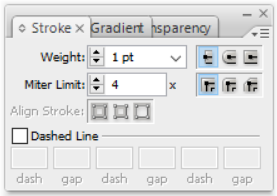 Stroke × Gradient nsparency
Weight: 1 pt
Miter Limit: 4 x
Align Stroke:
Dashed Line
dash gap dash gap dash gap